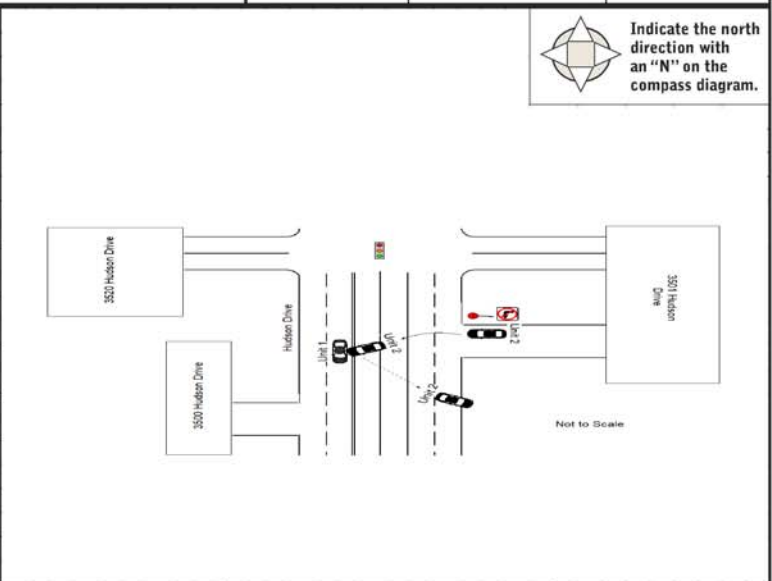 Indicate the north
direction with
an “N” on the
compass diagram.
3520 Hudson Drive
Hudson Drive
3501 Hudson
Drive
Unit 2
Unit 1
Unit 2
3500 Hudson Drive
Unit 2
Not to Scale